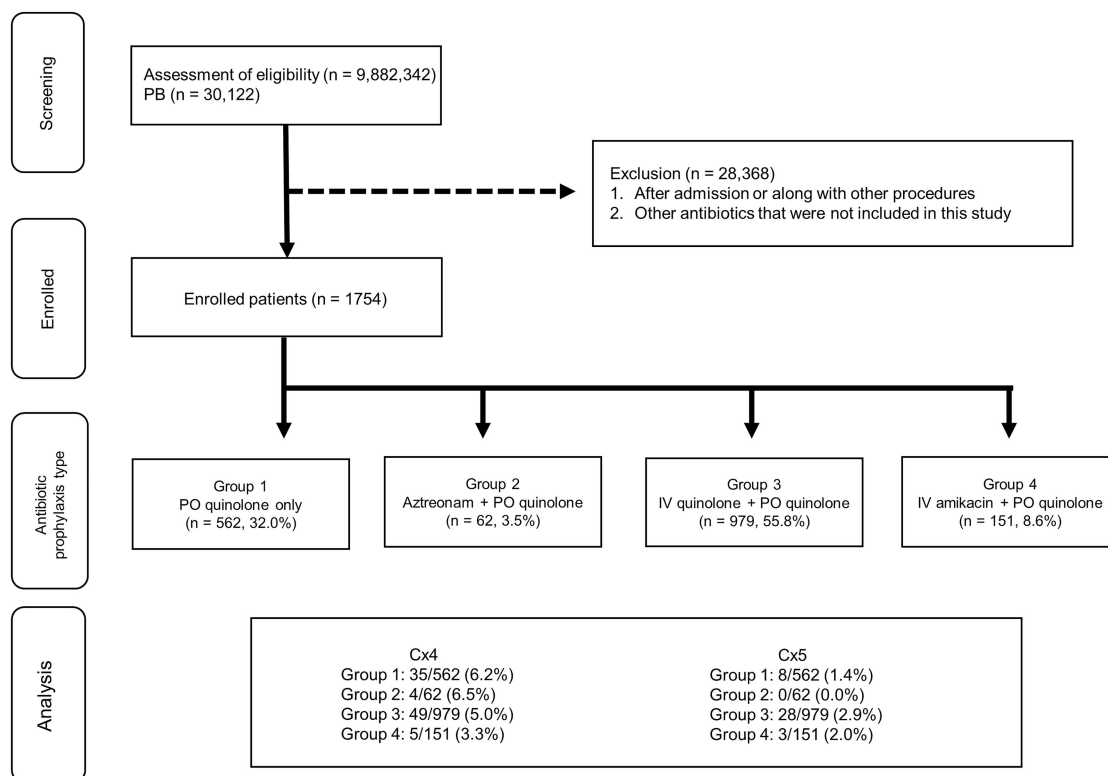 Screening
Assessment of eligibility (n = 9,882,342)
PB (n = 30,122)
Exclusion (n = 28,368)
1. After admission or along with other procedures
2. Other antibiotics that were not included in this study
Enrolled
Enrolled patients (n = 1754)
Antibiotic
prophylaxis type
Group 1
PO quinolone only
(n = 562, 32.0%)
Group 2
Aztreonam + PO quinolone
(n = 62, 3.5%)
Group 3
IV quinolone + PO quinolone
(n = 979, 55.8%)
Group 4
IV amikacin + PO quinolone
(n = 151, 8.6%)
Analysis
Cx4
Group 1: 35/562 (6.2%)
Group 2: 4/62 (6.5%)
Group 3: 49/979 (5.0%)
Group 4: 5/151 (3.3%)
Cx5
Group 1: 8/562 (1.4%)
Group 2: 0/62 (0.0%)
Group 3: 28/979 (2.9%)
Group 4: 3/151 (2.0%)